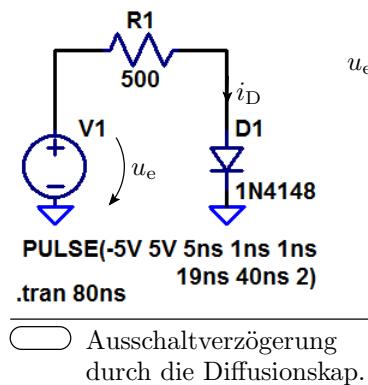 R1
500
u_e
i_D
V1
D1
u_e
1N4148
PULSE(-5V 5V 5ns 1ns 1ns
19ns 40ns 2)
.tran 80ns
Ausschaltverzögerung
durch die Diffusionskap.